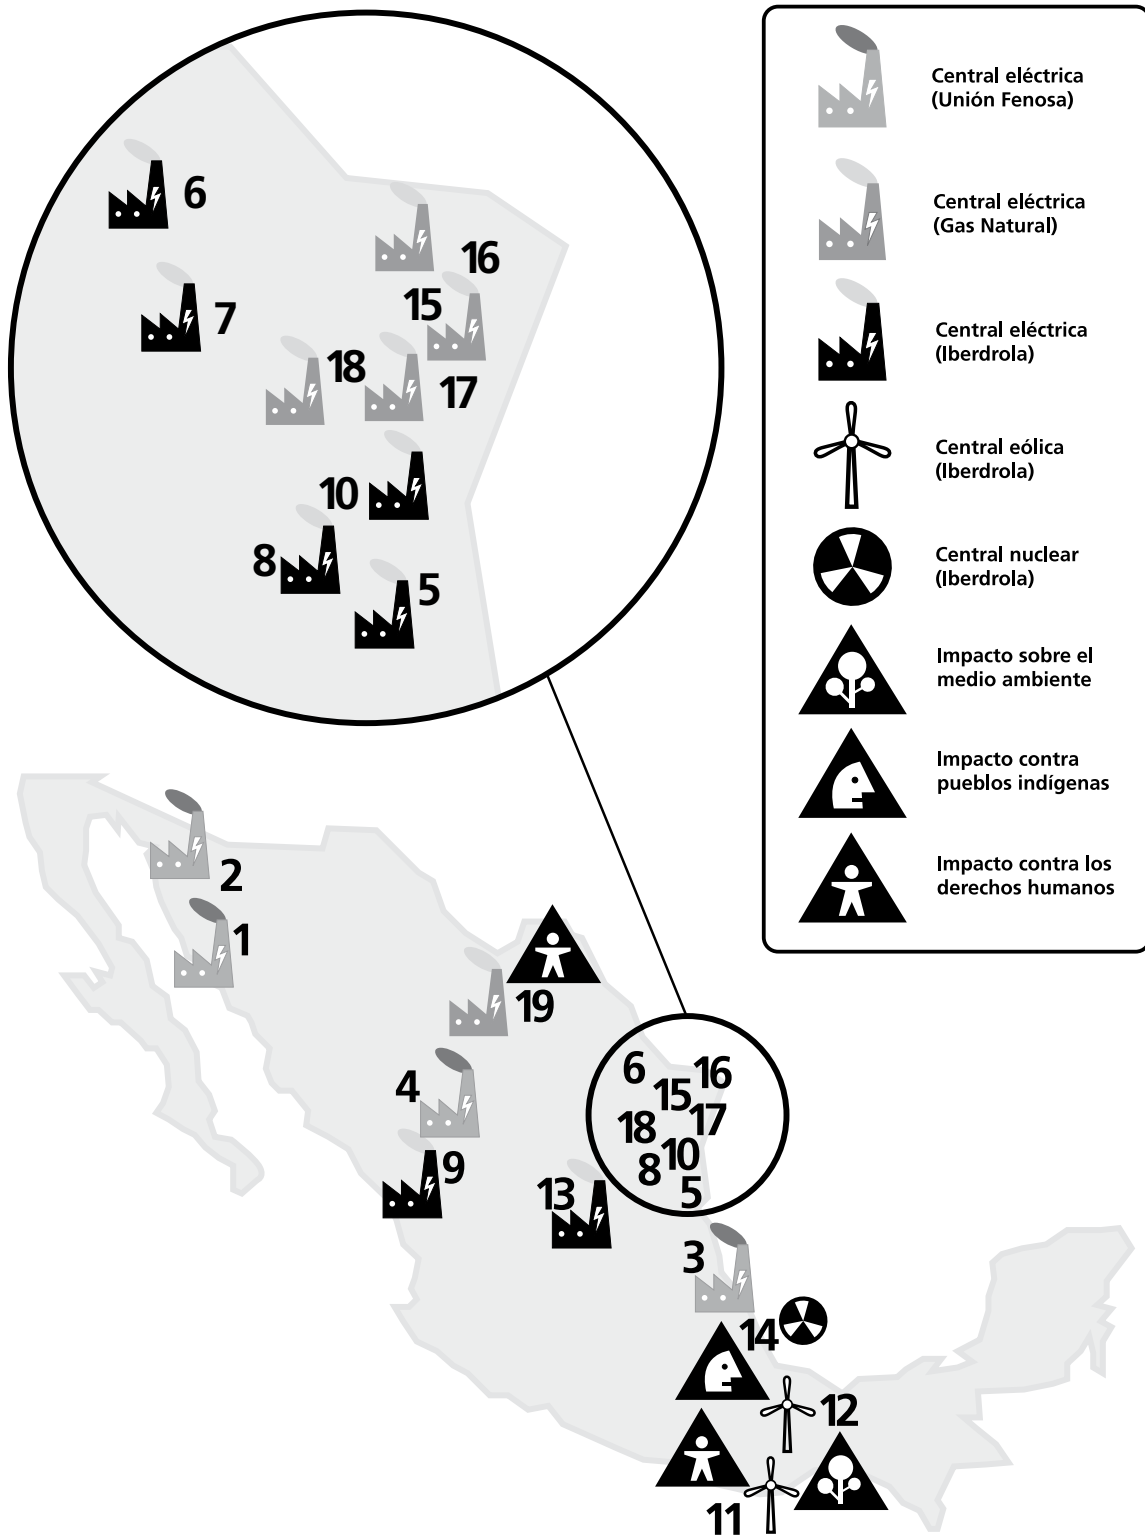 Central eléctrica
(Unión Fenosa)
Central eléctrica
(Gas Natural)
Central eléctrica
(Iberdrola)
Central eólica
(Iberdrola)
Central nuclear
(Iberdrola)
Impacto sobre el
medio ambiente
Impacto contra
pueblos indígenas
Impacto contra los
derechos humanos
6
16
15
7
18
17
10
8
5
2
1
19
4
9
13
6
16
15
17
18
10
8
5
3
14
12
11